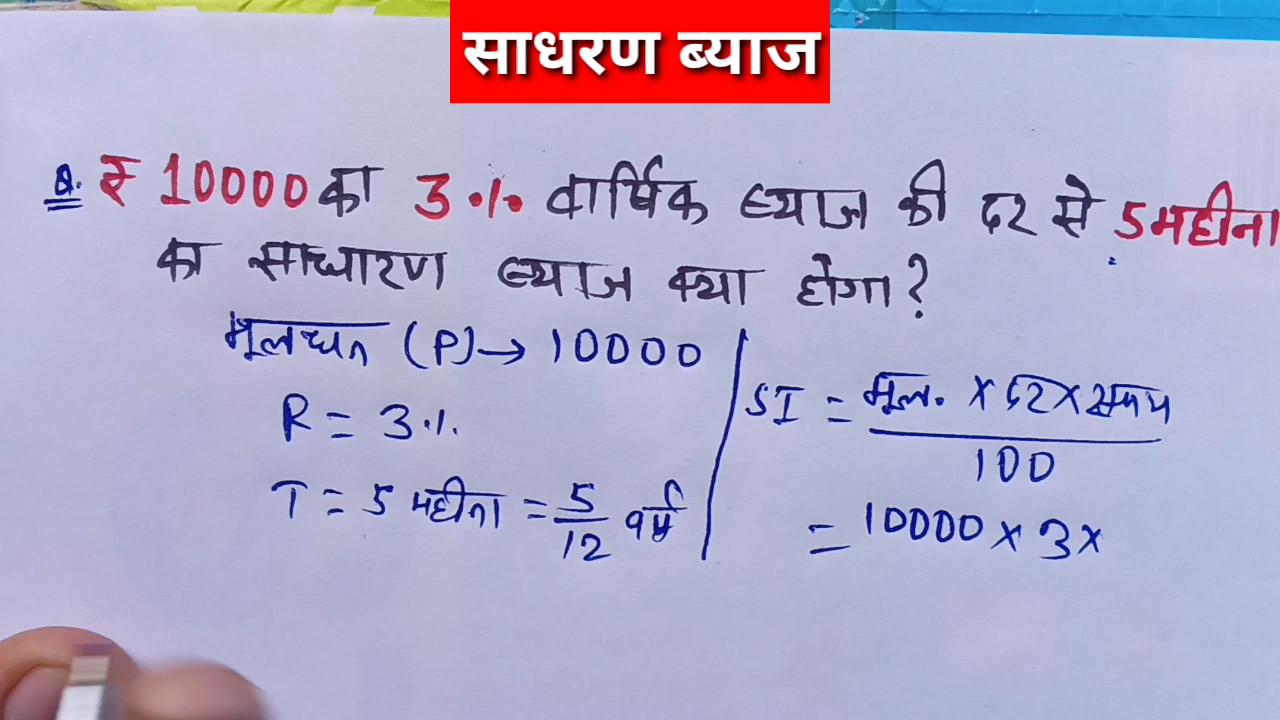 साधरण ब्याज
Q. ₹ 10000 का 3% वार्षिक ब्याज की दर से 5 महीना
का साधारण ब्याज क्या होगा?
मूलधन (P) → 10000
R = 3%
T = 5 महीना = 5/12 वर्ष
SI = मूल. × दर × समय / 100
= 10000 × 3 ×